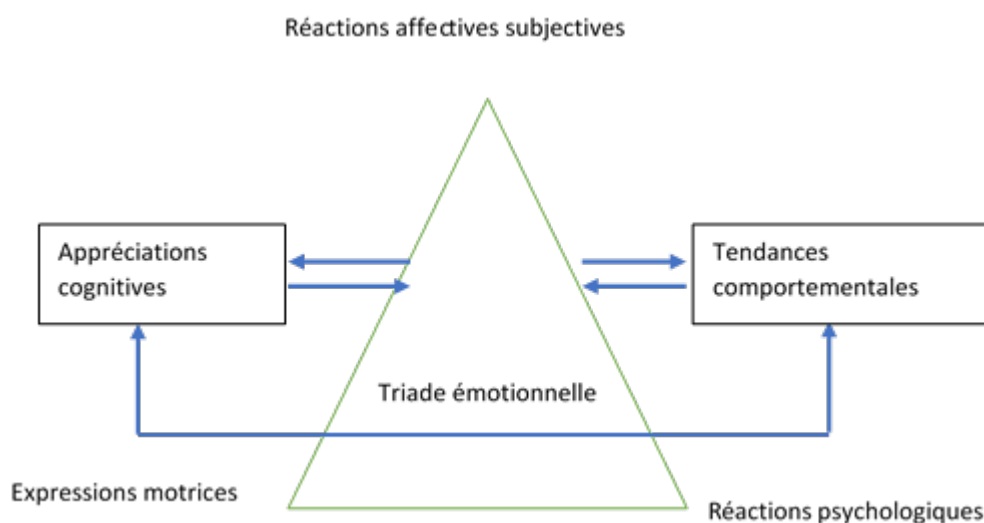 Réactions affectives subjectives
Appréciations
cognitives
Tendances
comportementales
Triade émotionnelle
Expressions motrices
Réactions psychologiques